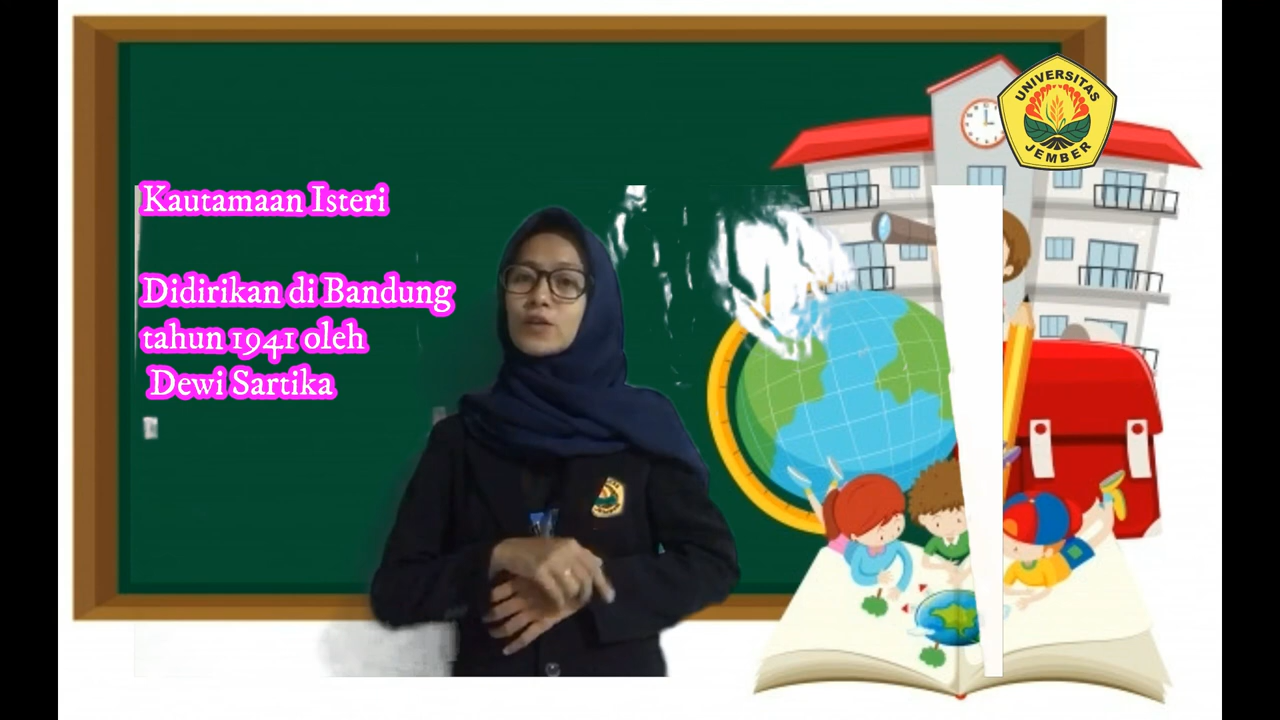 Kautamaan Isteri
Didirikan di Bandung
tahun 1941 oleh
Dewi Sartika
UNIVERSITAS
JEMBER